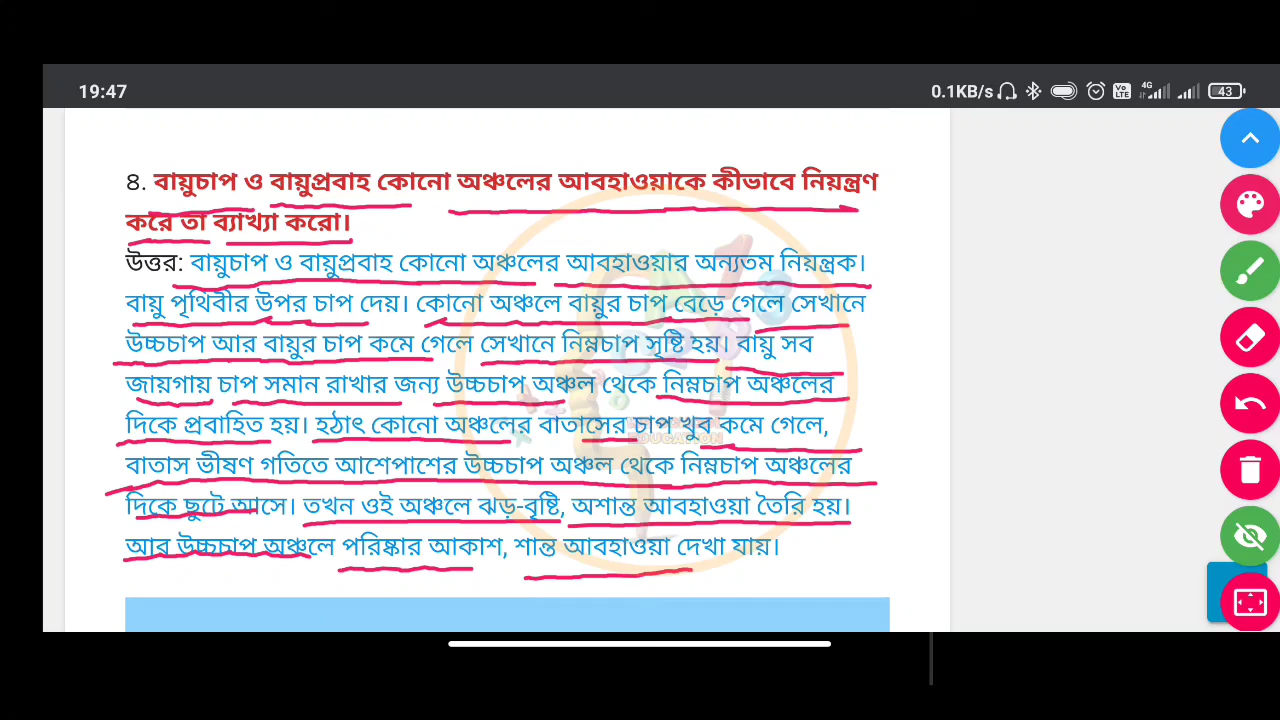 19:47
0.1KB/s 4G Vo LTE 43
৪. বায়ুচাপ ও বায়ুপ্রবাহ কোনো অঞ্চলের আবহাওয়াকে কীভাবে নিয়ন্ত্রণ
করে তা ব্যাখ্যা করো।
উত্তর: বায়ুচাপ ও বায়ুপ্রবাহ কোনো অঞ্চলের আবহাওয়ার অন্যতম নিয়ন্ত্রক।
বায়ু পৃথিবীর উপর চাপ দেয়। কোনো অঞ্চলে বায়ুর চাপ বেড়ে গেলে সেখানে
উচ্চচাপ আর বায়ুর চাপ কমে গেলে সেখানে নিম্নচাপ সৃষ্টি হয়। বায়ু সব
জায়গায় চাপ সমান রাখার জন্য উচ্চচাপ অঞ্চল থেকে নিম্নচাপ অঞ্চলের
দিকে প্রবাহিত হয়। হঠাৎ কোনো অঞ্চলের বাতাসের চাপ খুব কমে গেলে,
বাতাস ভীষণ গতিতে আশেপাশের উচ্চচাপ অঞ্চল থেকে নিম্নচাপ অঞ্চলের
দিকে ছুটে আসে। তখন ওই অঞ্চলে ঝড়-বৃষ্টি, অশান্ত আবহাওয়া তৈরি হয়।
আর উচ্চচাপ অঞ্চলে পরিষ্কার আকাশ, শান্ত আবহাওয়া দেখা যায়।